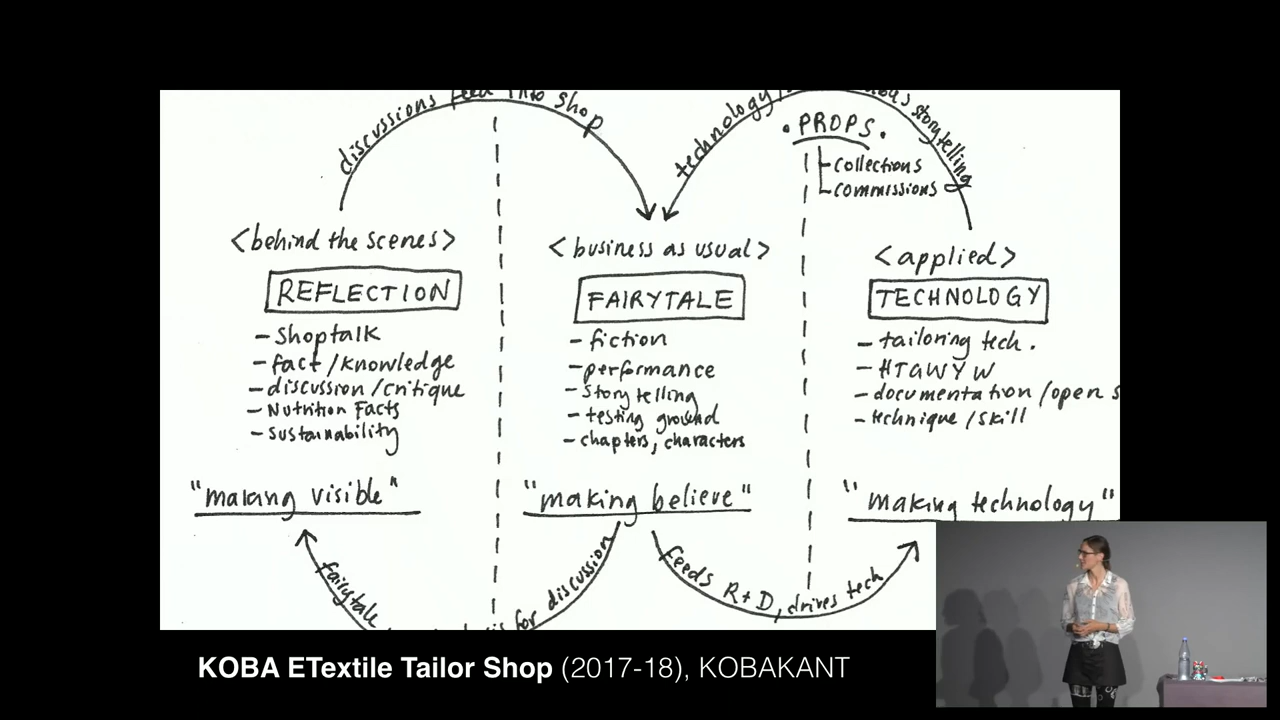 discussions feed into shop
technology
storytelling
• PROPS •
collections
commissions
<behind the scenes>
REFLECTION
- Shoptalk
- fact/knowledge
- discussion/critique
- Nutrition Facts
- sustainability
"making visible"
<business as usual>
FAIRYTALE
- fiction
- performance
- Storytelling
- testing ground
- chapters, characters
"making believe"
<applied>
TECHNOLOGY
- tailoring tech.
- HTGWYW
- documentation/open s
- technique/skill
"making technology"
fairytale
for discussion
feeds R+D, drives tech
KOBA ETextile Tailor Shop (2017-18), KOBAKANT